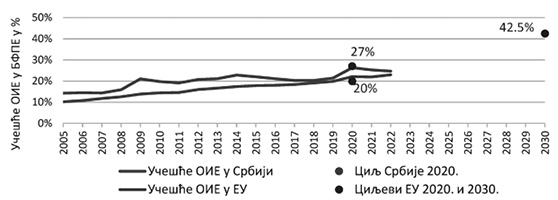 Учешће ОИЕ у БФПЕ у %
50%
40%
30%
20%
10%
0%
42.5%
27%
20%
2005 2006 2007 2008 2009 2010 2011 2012 2013 2014 2015 2016 2017 2018 2019 2020 2021 2022 2023 2024 2025 2026 2027 2028 2029 2030
Учешће ОИЕ у Србији
Циљ Србије 2020.
Учешће ОИЕ у ЕУ
Циљеви ЕУ 2020. и 2030.